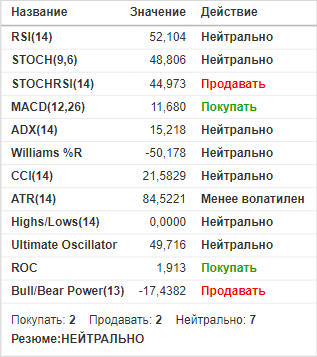 Название Значение Действие
RSI(14) 52,104 Нейтрально
STOCH(9,6) 48,806 Нейтрально
STOCHRSI(14) 44,973 Продавать
MACD(12,26) 11,680 Покупать
ADX(14) 15,218 Нейтрально
Williams %R -50,178 Нейтрально
CCI(14) 21,5829 Нейтрально
ATR(14) 84,5221 Менее волатилен
Highs/Lows(14) 0,0000 Нейтрально
Ultimate Oscillator 49,716 Нейтрально
ROC 1,913 Покупать
Bull/Bear Power(13) -17,4382 Продавать
Покупать: 2 Продавать: 2 Нейтрально: 7
Резюме:НЕЙТРАЛЬНО